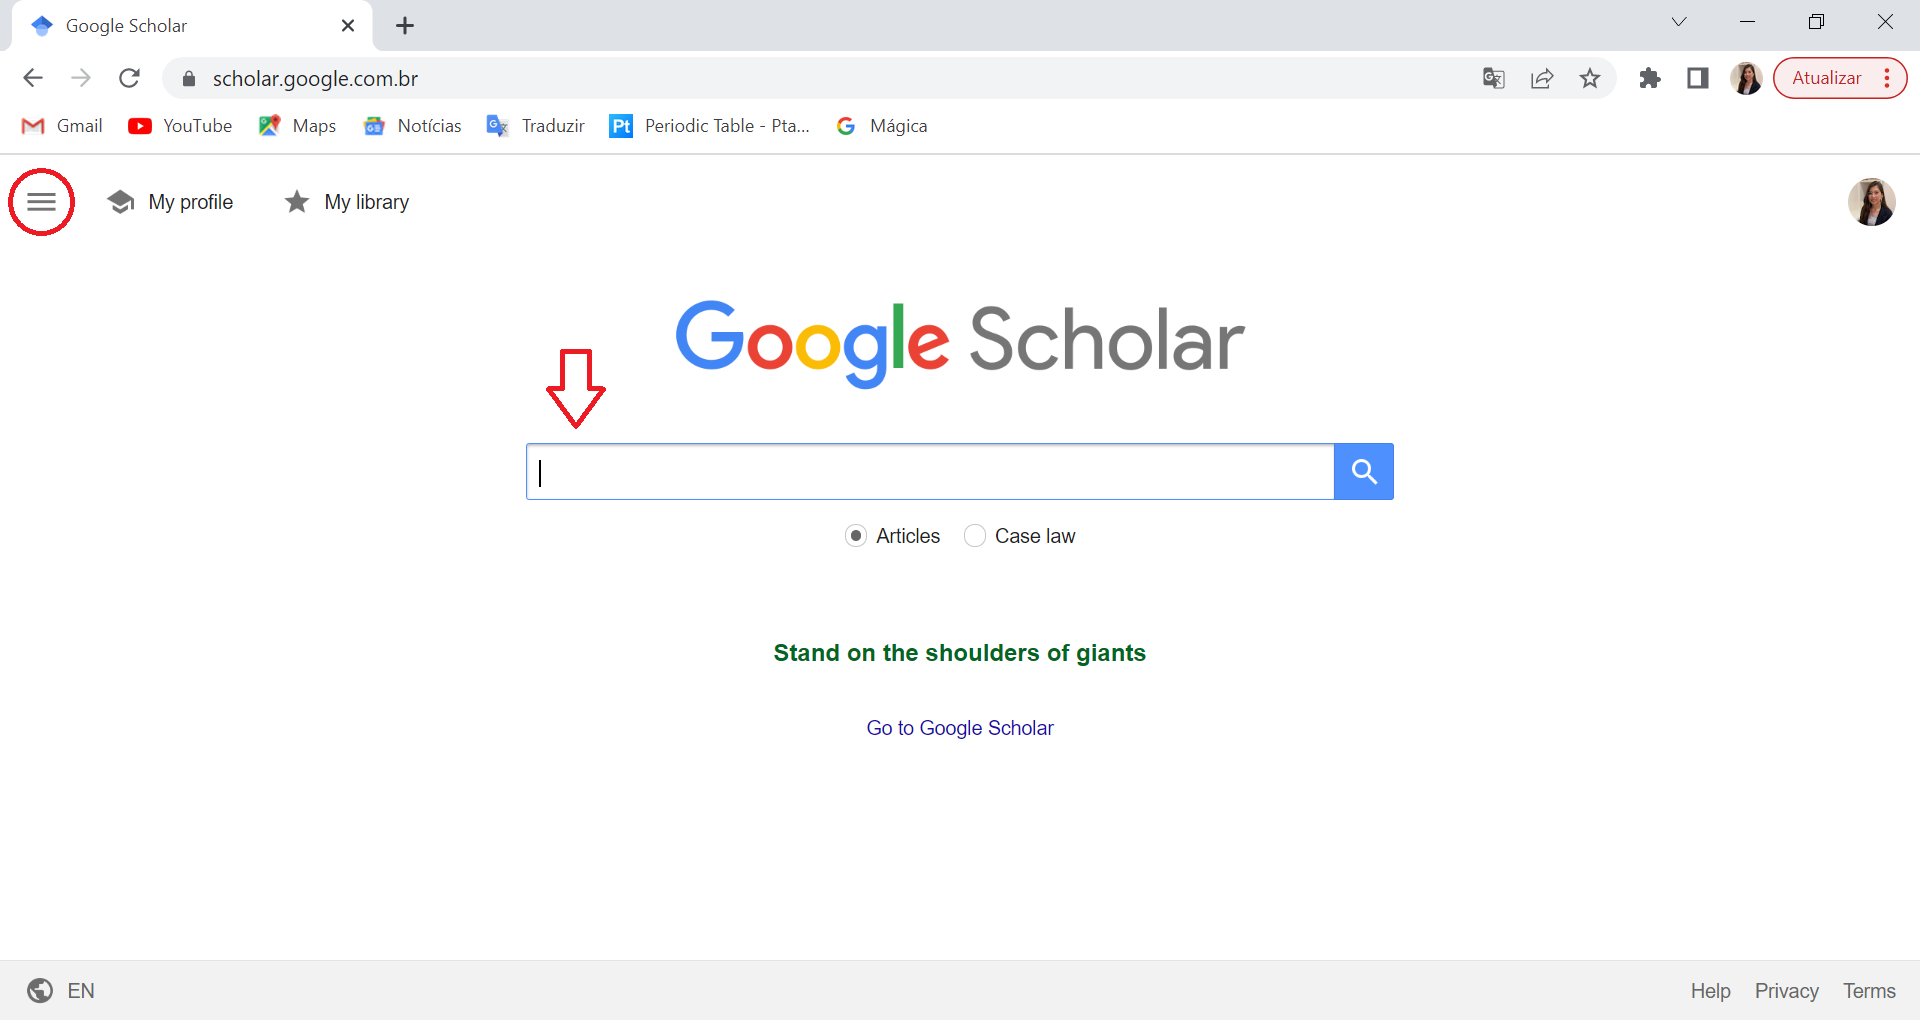 Google Scholar
scholar.google.com.br
Atualizar
Gmail YouTube Maps Notícias Traduzir Pt Periodic Table - Pta... Mágica
My profile My library
Google Scholar
Articles Case law
Stand on the shoulders of giants
Go to Google Scholar
EN Help Privacy Terms